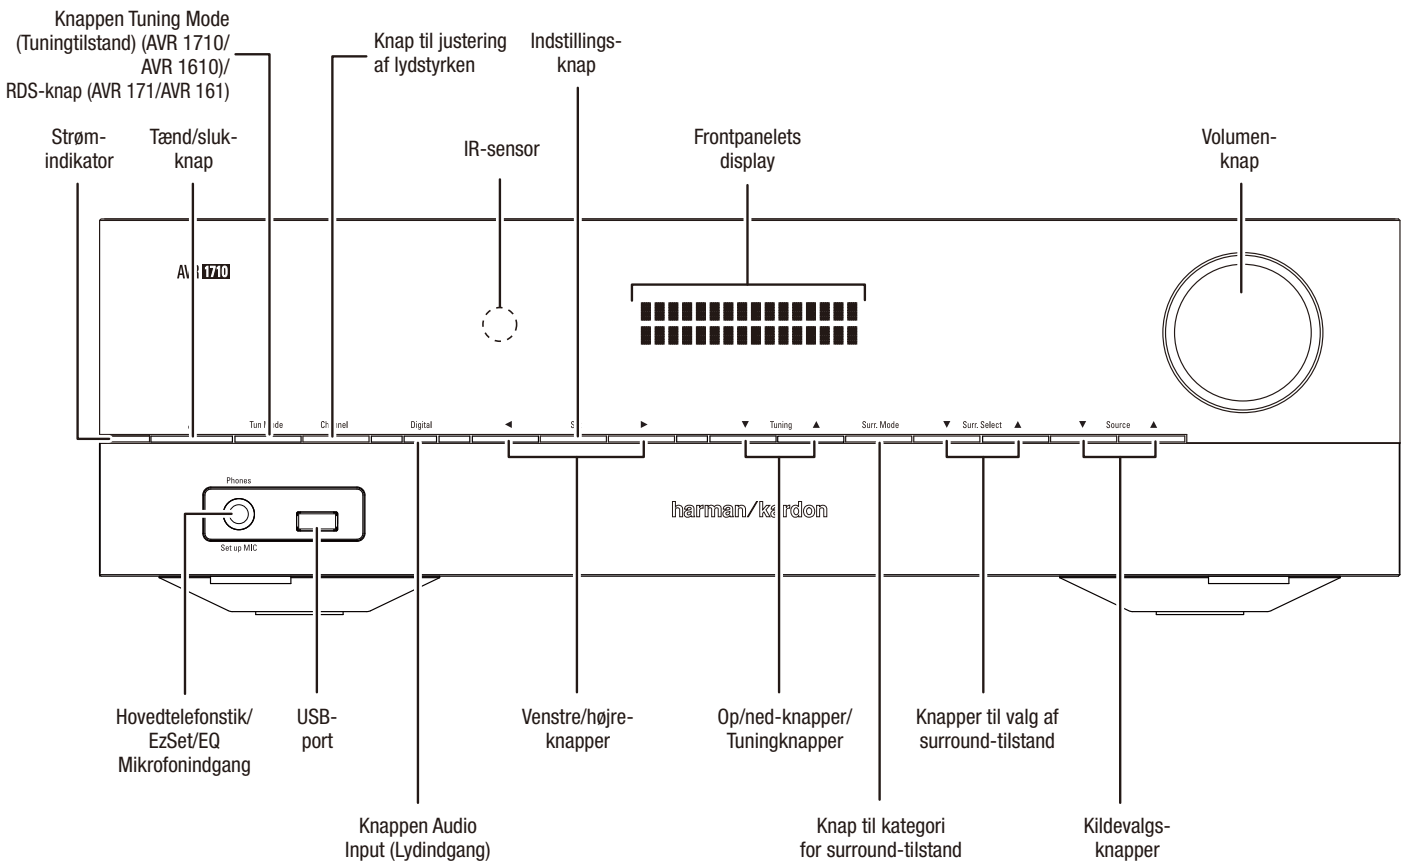 Knappen Tuning Mode
(Tuningtilstand) (AVR 1710/
AVR 1610)/
RDS-knap (AVR 171/AVR 161)
Knap til justering
af lydstyrken
Indstillings-
knap
Strøm-
indikator
Tænd/sluk-
knap
IR-sensor
Frontpanelets
display
Volumen-
knap
1710
Digital
Tuning
Surr. Mode
Surr. Select
Source
Phones
Set up MIC
harman/kardon
Hovedtelefonstik/
EzSet/EQ
Mikrofonindgang
USB-
port
Venstre/højre-
knapper
Op/ned-knapper/
Tuningknapper
Knapper til valg af
surround-tilstand
Knappen Audio
Input (Lydindgang)
Knap til kategori
for surround-tilstand
Kildevalgs-
knapper